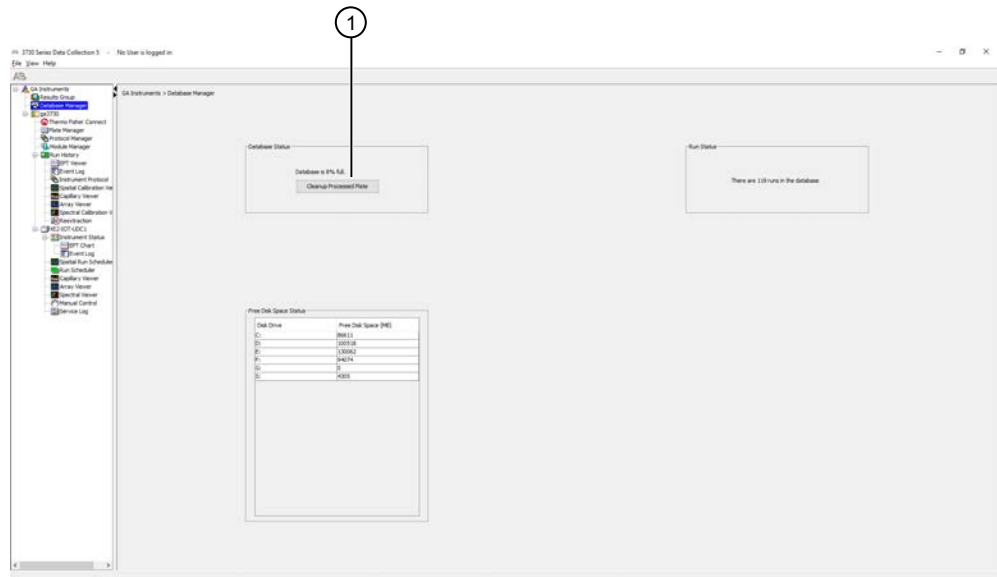 1
3730 Series Data Collection 5 - No User is logged in
File View Help
AB
GA Instruments
Results Group
Database Manager
ga3730
Thermo Fisher Connect
Plate Manager
Protocol Manager
Module Manager
Run History
EPT Viewer
Event Log
Instrument Protocol
Spatial Calibration Vie
Capillary Viewer
Array Viewer
Spectral Calibration V
Reextraction
Instrument Status
EPT Chart
Event Log
Spatial Run Scheduler
Run Scheduler
Capillary Viewer
Array Viewer
Spectral Viewer
Manual Control
Service Log
GA Instruments > Database Manager
Database Status
Database is 8% full.
Cleanup Processed Plate
Run Status
There are 119 runs in the database
Free Disk Space Status
Disk Drive Free Disk Space (MB)
C: 86611
D: 100518
E: 130062
F: 94274
G: 0
S: 4305